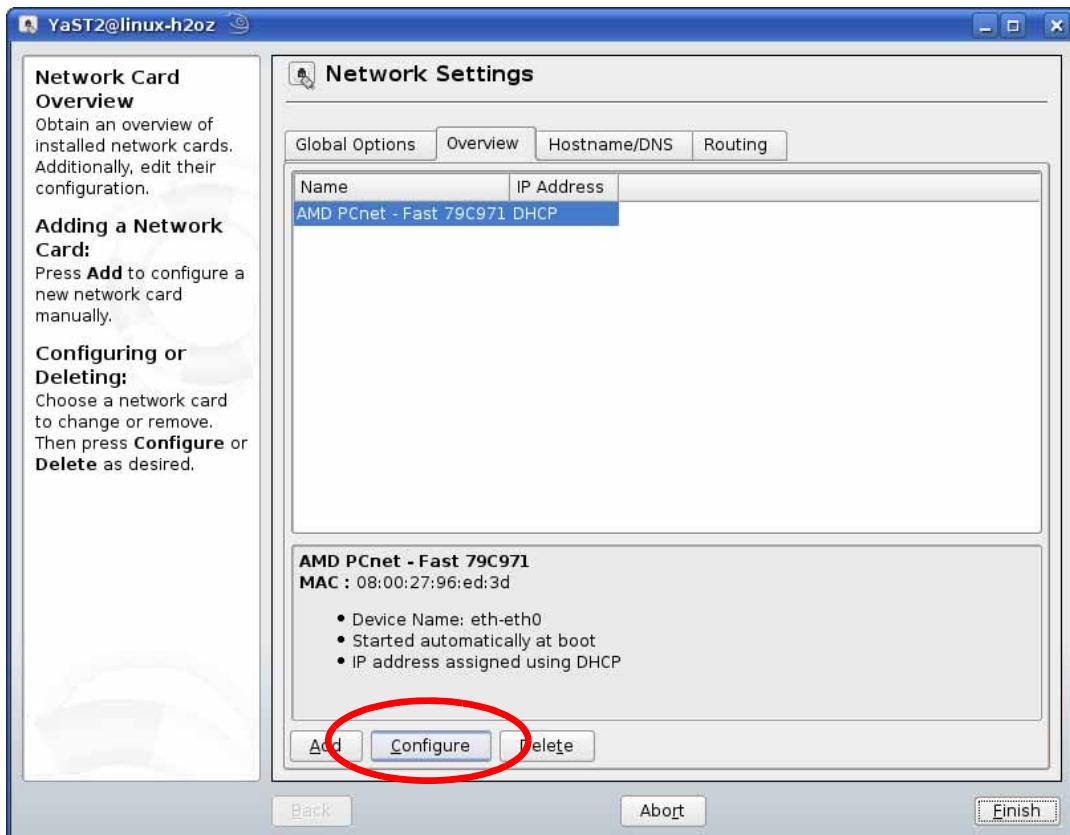 YaST2@linux-h2oz
Network Card
Overview
Obtain an overview of
installed network cards.
Additionally, edit their
configuration.
Adding a Network
Card:
Press Add to configure a
new network card
manually.
Configuring or
Deleting:
Choose a network card
to change or remove.
Then press Configure or
Delete as desired.
Network Settings
Global Options Overview Hostname/DNS Routing
Name IP Address
AMD PCnet - Fast 79C971 DHCP
AMD PCnet - Fast 79C971
MAC : 08:00:27:96:ed:3d
• Device Name: eth-eth0
• Started automatically at boot
• IP address assigned using DHCP
Add Configure Delete
Back Abort Finish